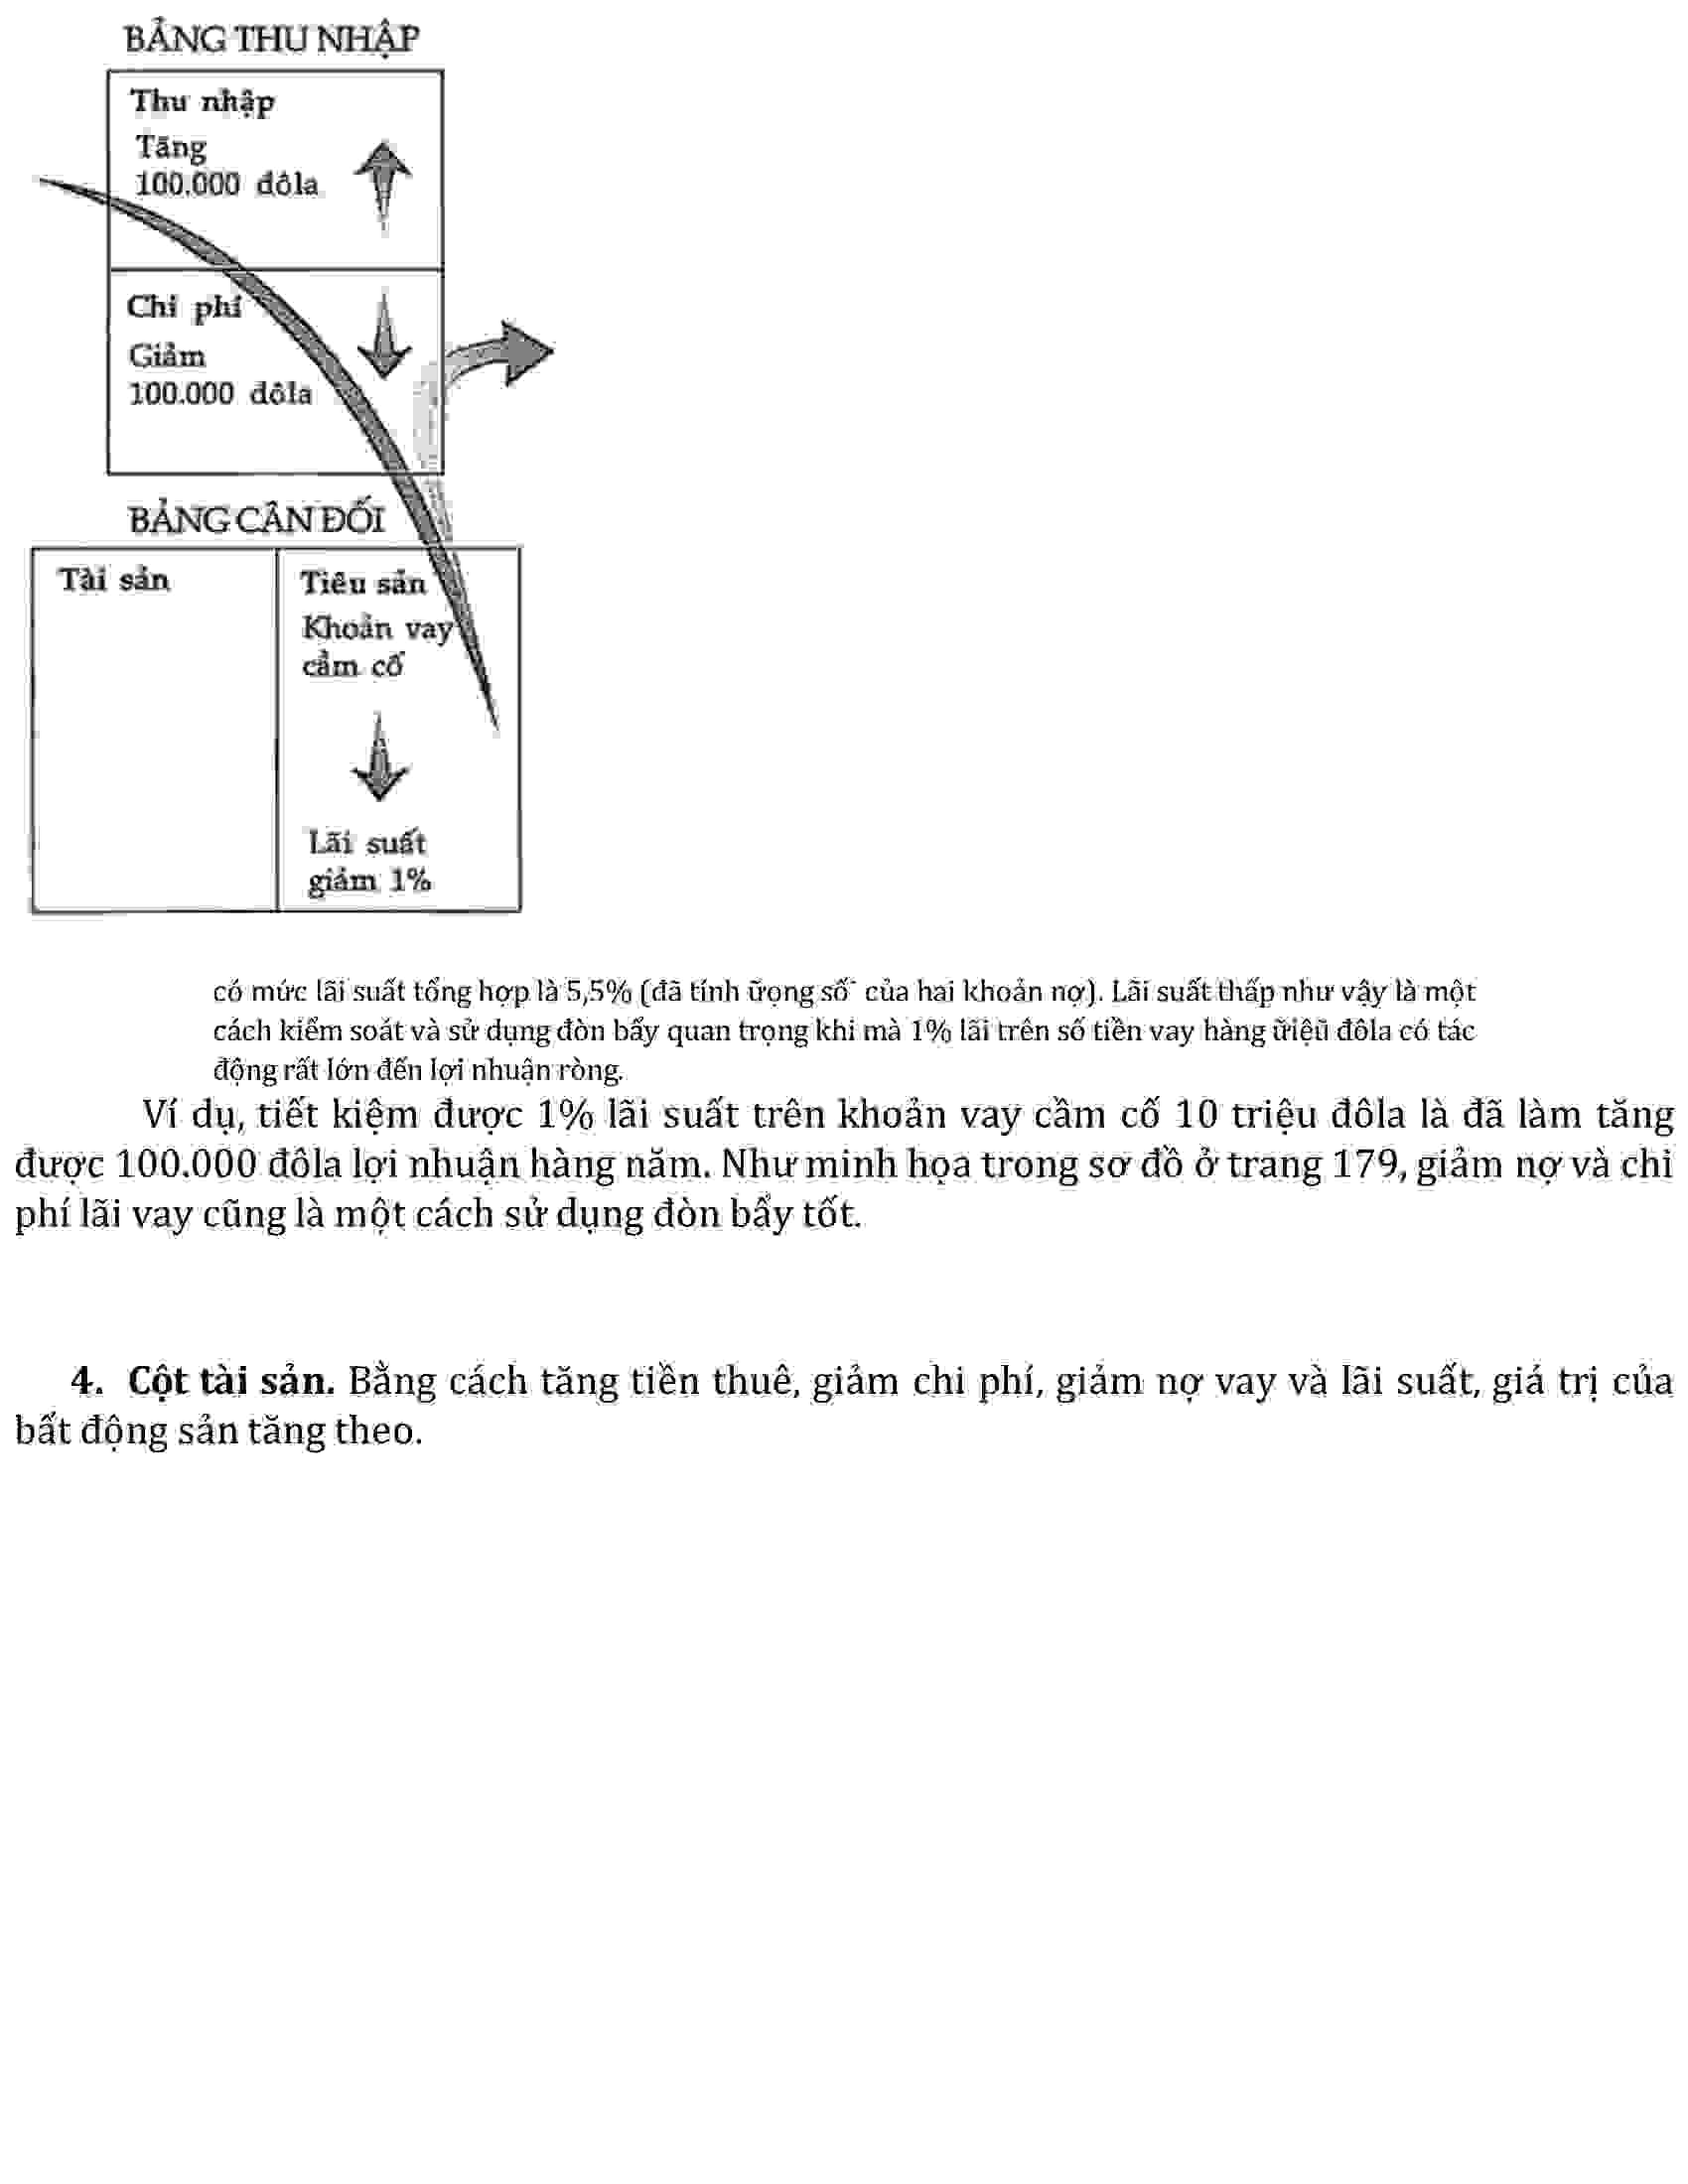 BẢNG THU NHẬP
Thu nhập
Tăng
100.000 đôla
Chi phí
Giảm
100.000 đôla
BẢNG CÂN ĐỐI
Tài sản
Tiêu sản
Khoản vay
cầm cố
Lãi suất
giảm 1%
có mức lãi suất tổng hợp là 5,5% (đã tính ữọng số của hai khoản nợ). Lãi suất thấp như vậy là một
cách kiểm soát và sử dụng đòn bẩy quan trọng khi mà 1% lãi trên số tiền vay hàng ữiệũ đôla có tác
động rất lớn đến lợi nhuận ròng.
Ví dụ, tiết kiệm được 1% lãi suất trên khoản vay cầm cố 10 triệu đôla là đã làm tăng
được 100.000 đôla lợi nhuận hàng năm. Như minh họa trong sơ đồ ở trang 179, giảm nợ và chi
phí lãi vay cũng là một cách sử dụng đòn bẩy tốt.
4. Cột tài sản. Bằng cách tăng tiền thuê, giảm chi phí, giảm nợ vay và lãi suất, giá trị của
bất động sản tăng theo.